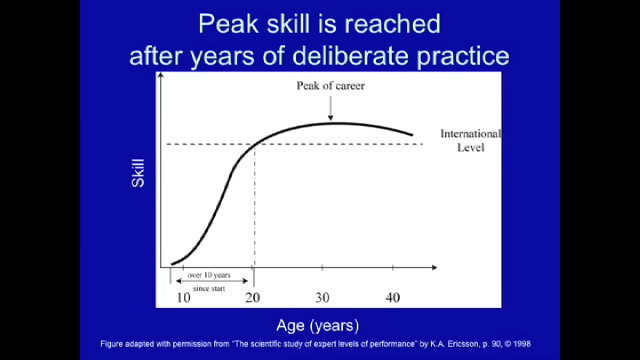 Peak skill is reached
after years of deliberate practice
Peak of career
International
Level
Skill
over 10 years
since start
10 20 30 40
Age (years)
Figure adapted with permission from "The scientific study of expert levels of performance" by K.A. Ericsson, p. 90, © 1998